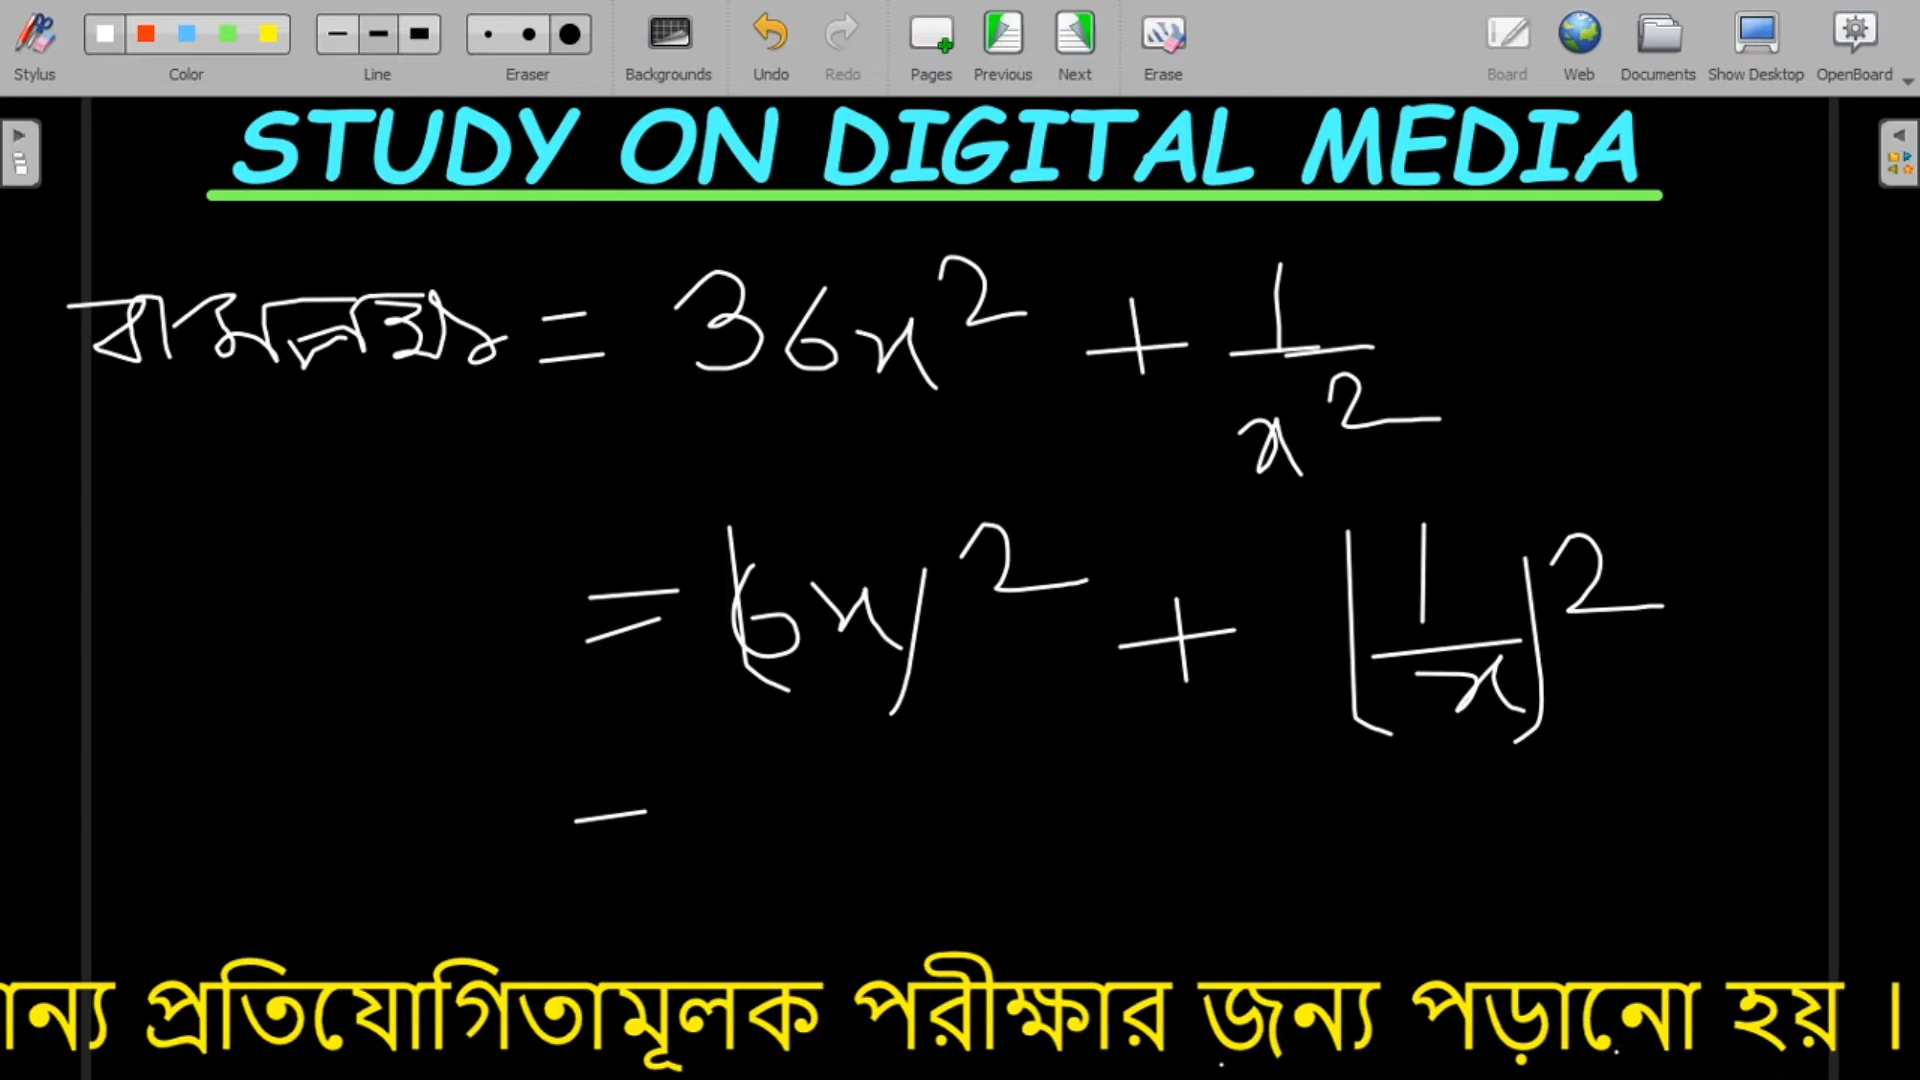 Stylus Color Line Eraser Backgrounds Undo Redo Pages Previous Next Erase Board Web Documents Show Desktop OpenBoard
STUDY ON DIGITAL MEDIA
= 36x² + 1/x²
= (6x)² + (1/x)²
প্রতিযোগিতামূলক পরীক্ষার জন্য পড়ানো হয় ।